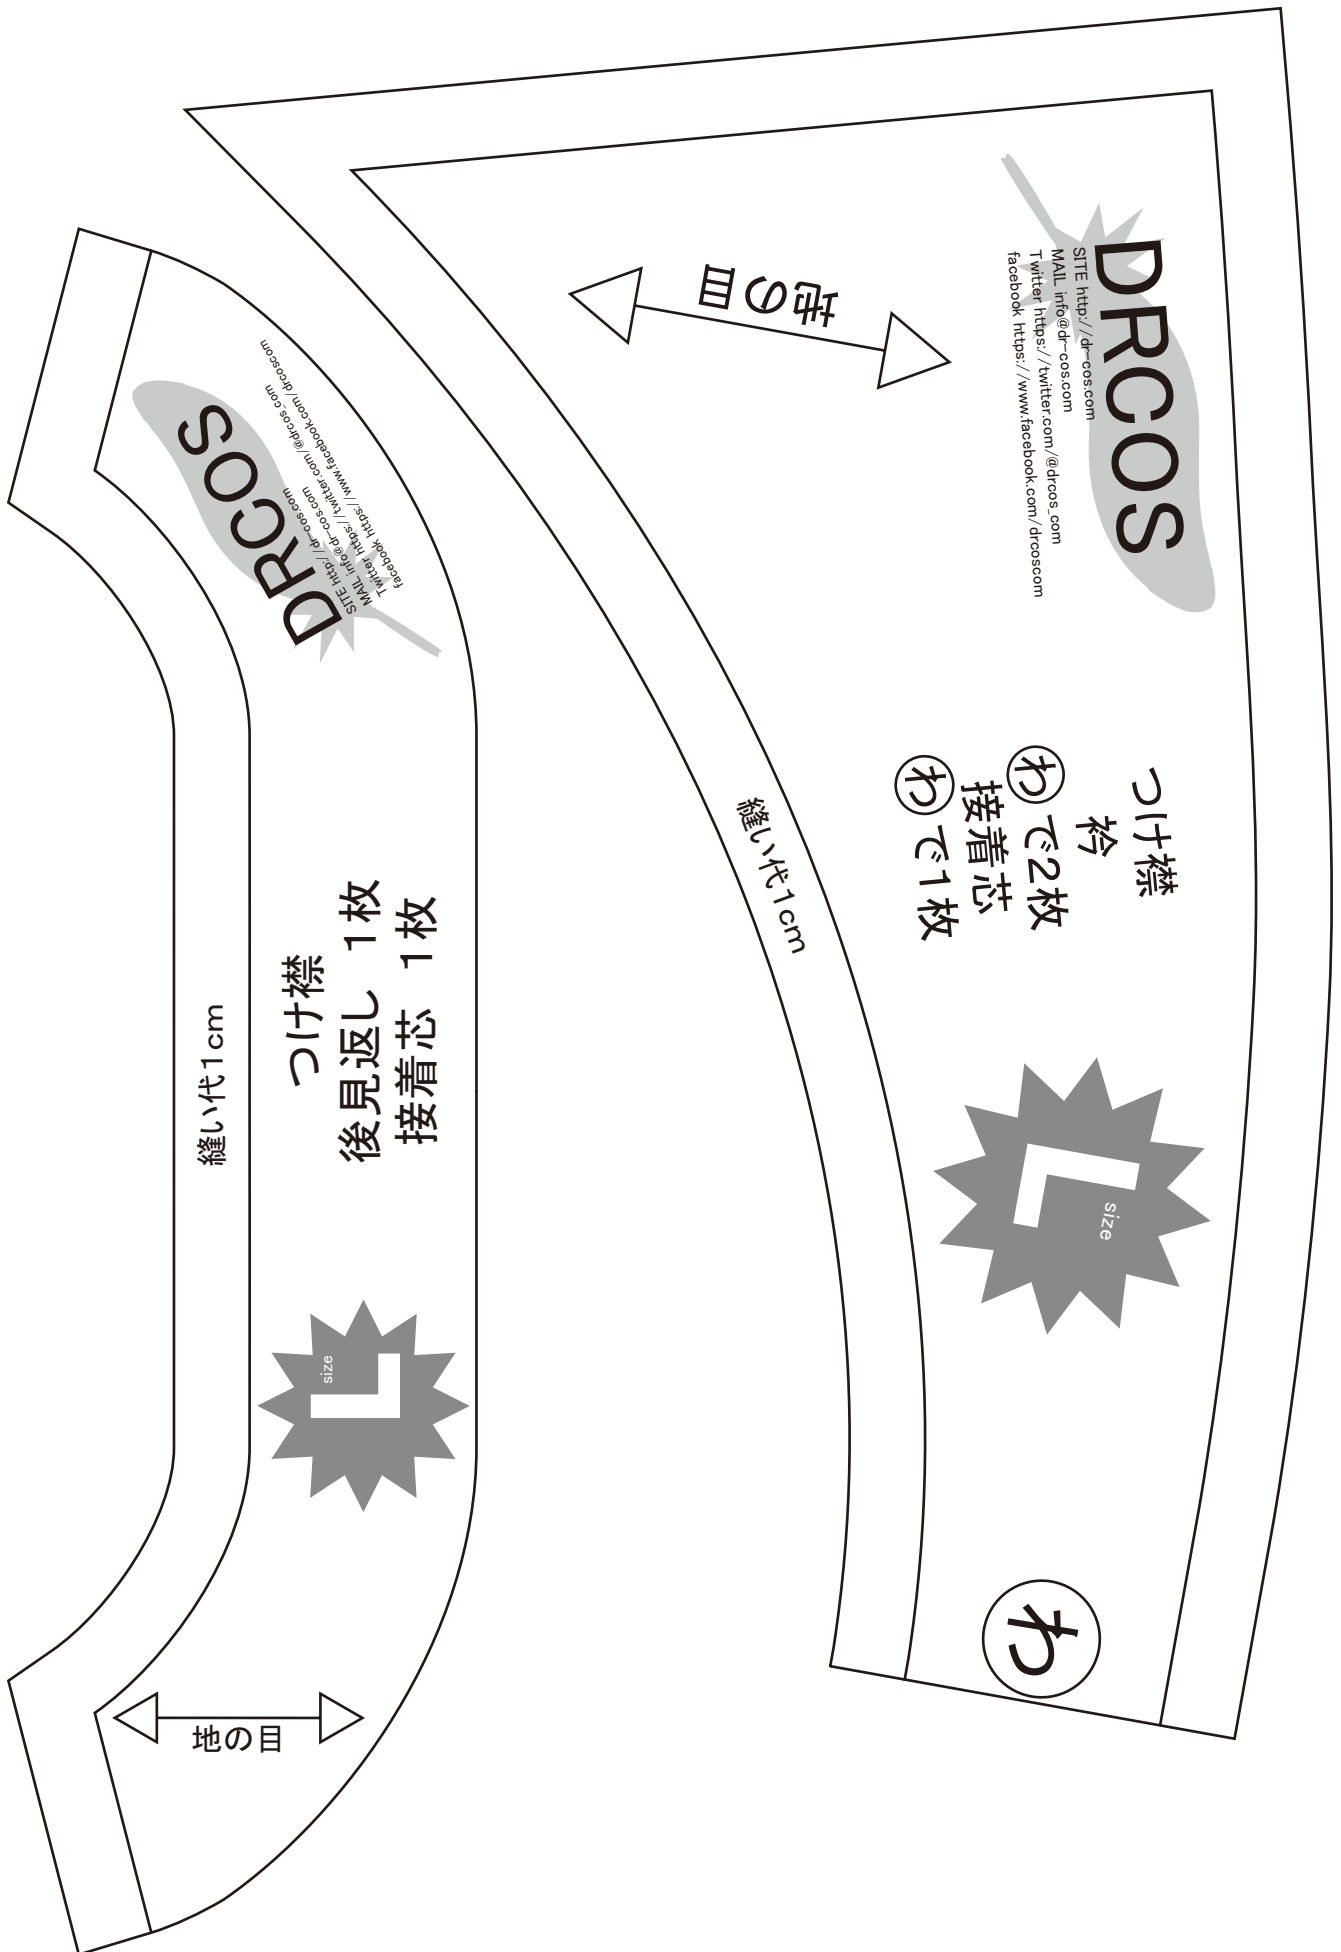 DRCOS
SITE http://dr-cos.com
MAIL info@dr-cos.com
Twitter https://twitter.com/@drcos_com
facebook https://www.facebook.com/drcoscom
縫い代1cm
つけ襟
後見返し 1枚
接着芯 1枚
L
size
地の目
地の目
DRCOS
SITE http://dr-cos.com
MAIL info@dr-cos.com
Twitter https://twitter.com/@drcos_com
facebook https://www.facebook.com/drcoscom
つけ襟
衿
わで2枚
接着芯
わで1枚
縫い代1cm
L
size
わ